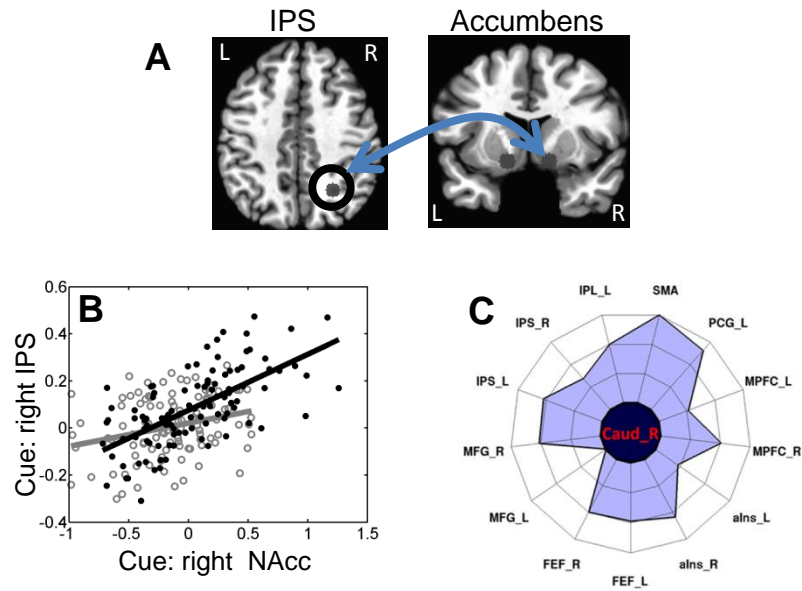 IPS
Accumbens
A
L
R
L
R
B
0.6
0.4
0.2
0
-0.2
-0.4
-1
-0.5
0
0.5
1
1.5
Cue: right IPS
Cue: right NAcc
C
IPL_L
SMA
IPS_R
PCG_L
IPS_L
MPFC_L
MFG_R
MPFC_R
MFG_L
aIns_L
FEF_R
aIns_R
FEF_L
Caud_R